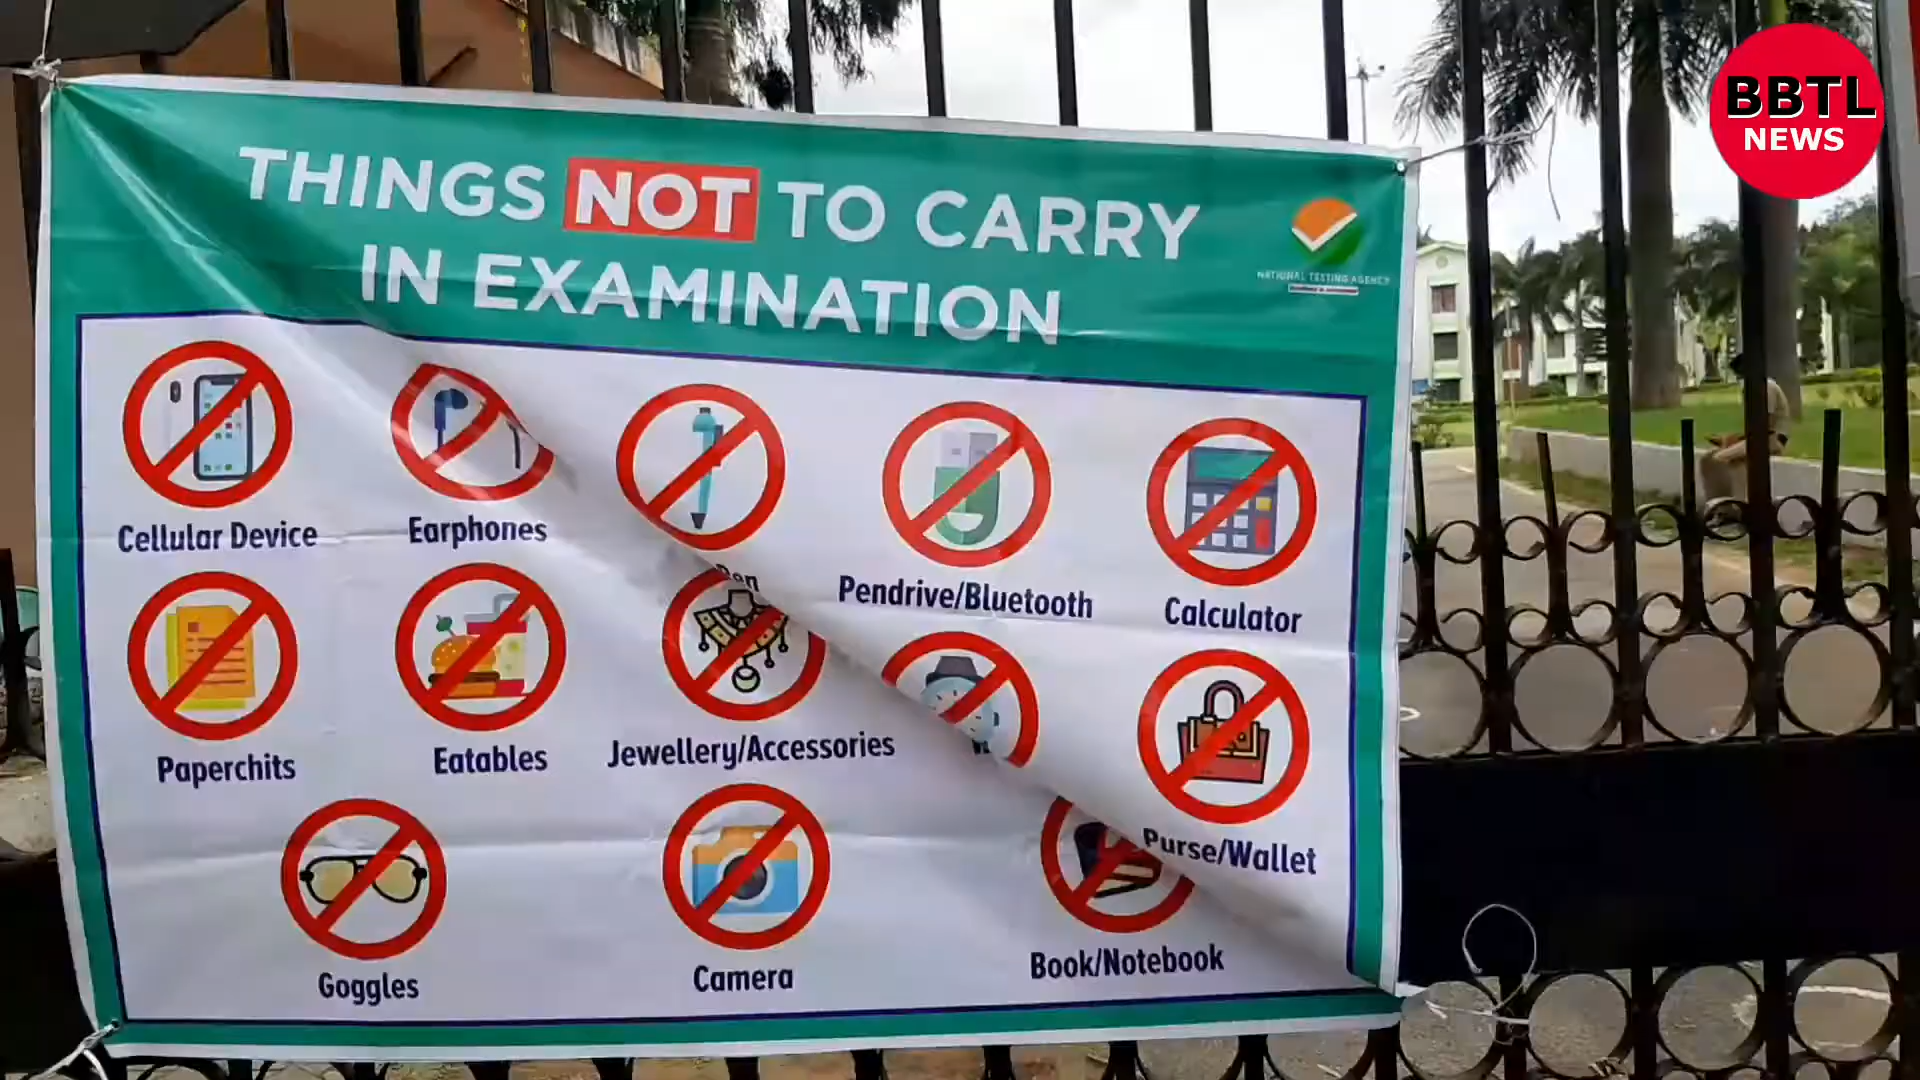 BBTL
NEWS
THINGS NOT TO CARRY
IN EXAMINATION
NATIONAL TESTING AGENCY
Cellular Device
Earphones
Pen
Pendrive/Bluetooth
Calculator
Paperchits
Eatables
Jewellery/Accessories
Purse/Wallet
Goggles
Camera
Book/Notebook